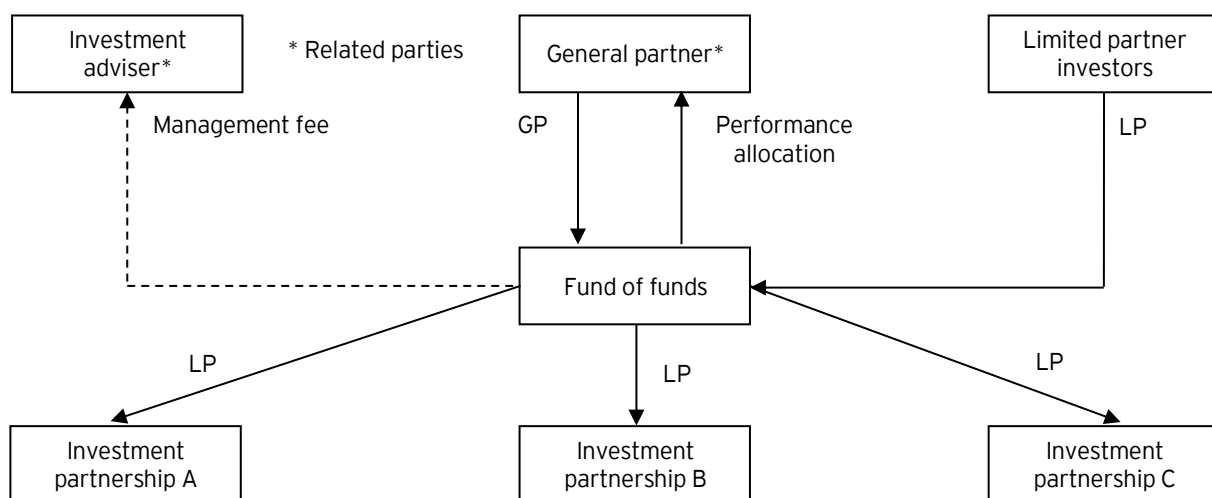 Investment
adviser*
* Related parties
General partner*
Limited partner
investors
Management fee
GP
Performance
allocation
LP
Fund of funds
LP
LP
LP
Investment
partnership A
Investment
partnership B
Investment
partnership C